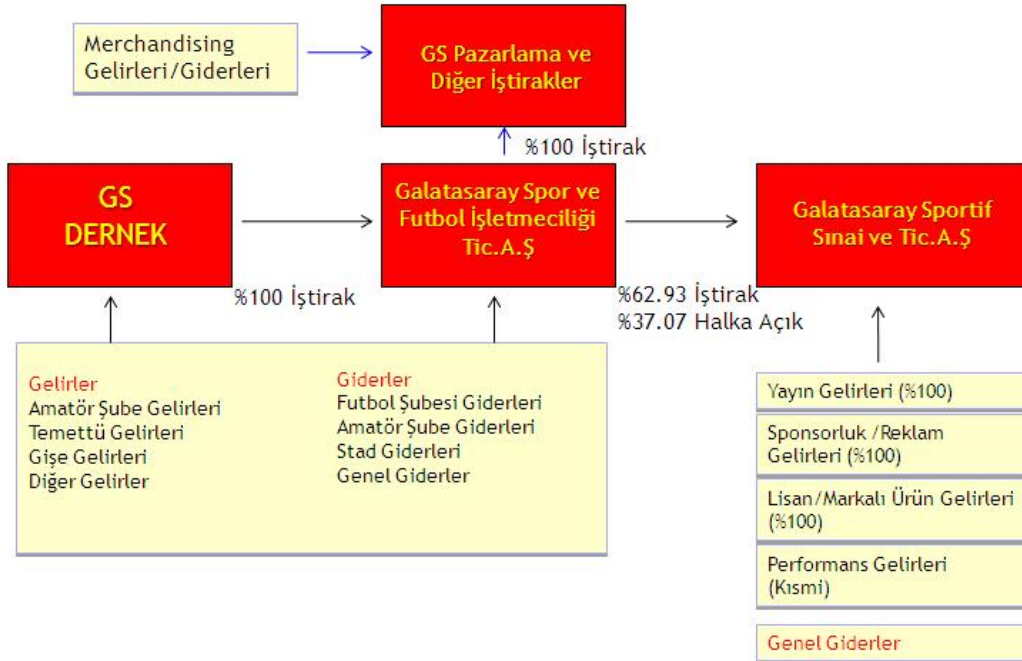 Merchandising
Gelirleri/Giderleri
GS Pazarlama ve
Diğer İştirakler
%100 İştirak
GS
DERNEK
Galatasaray Spor ve
Futbol İşletmeciliği
Tic.A.Ş
Galatasaray Sportif
Sınai ve Tic.A.Ş
%100 İştirak
%62.93 İştirak
%37.07 Halka Açık
Gelirler
Amatör Şube Gelirleri
Temettü Gelirleri
Gişe Gelirleri
Diğer Gelirler
Giderler
Futbol Şubesi Giderleri
Amatör Şube Giderleri
Stad Giderleri
Genel Giderler
Yayın Gelirleri (%100)
Sponsorluk /Reklam
Gelirleri (%100)
Lisan/Markalı Ürün Gelirleri
(%100)
Performans Gelirleri
(Kısmi)
Genel Giderler